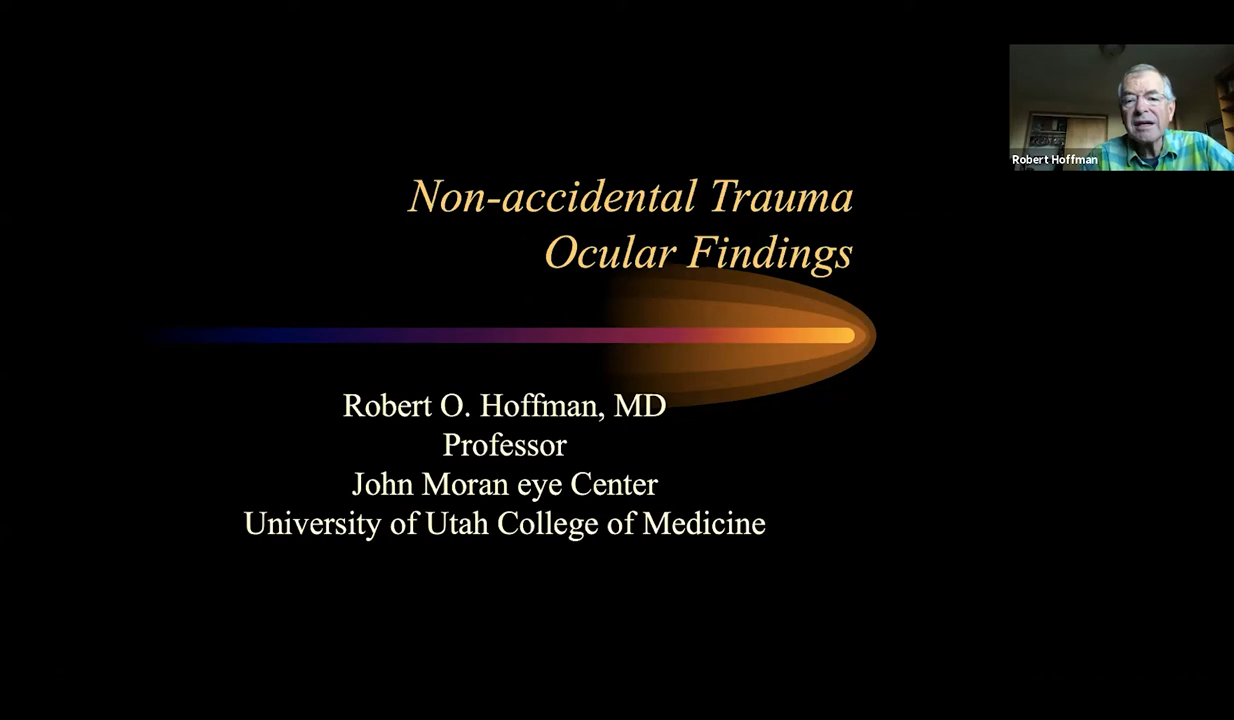 Robert Hoffman
Non-accidental Trauma
Ocular Findings
Robert O. Hoffman, MD
Professor
John Moran eye Center
University of Utah College of Medicine